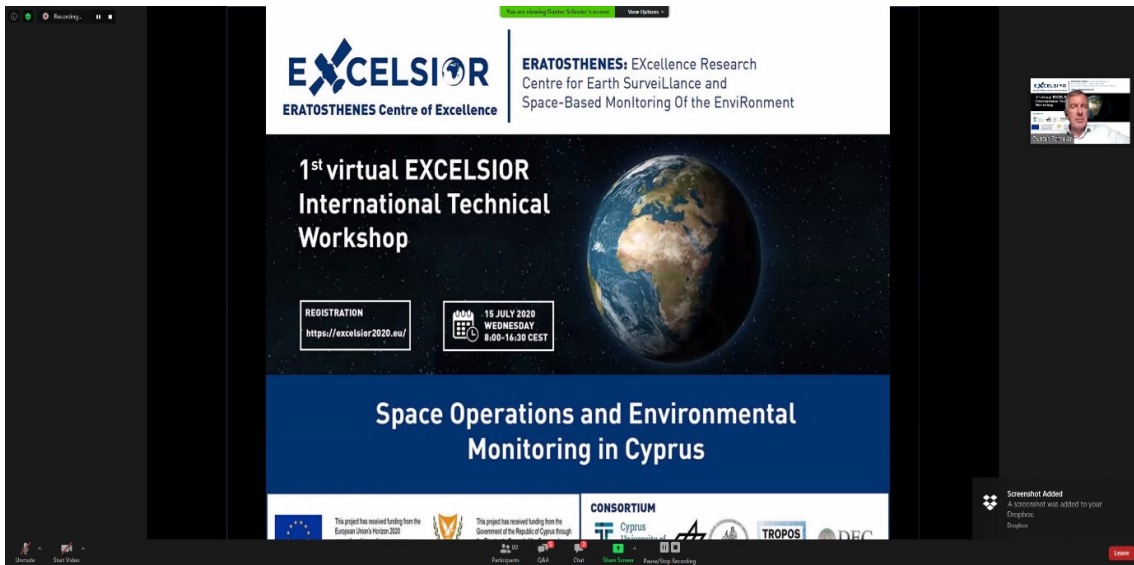 Recording...
You are viewing Gunter Schreier's screen
View Options
EXCELSIOR
ERATOSTHENES Centre of Excellence
ERATOSTHENES: EXcellence Research
Centre for Earth SurveiLlance and
Space-Based MonItoring Of the EnviRonment
1st virtual EXCELSIOR
International Technical
Workshop
REGISTRATION
https://excelsior2020.eu/
15 JULY 2020
WEDNESDAY
8:00-16:30 CEST
Space Operations and Environmental
Monitoring in Cyprus
This project has received funding from the
European Union's Horizon 2020
This project has received funding from the
Government of the Republic of Cyprus through
CONSORTIUM
Cyprus
University of
TROPOS
Screenshot Added
A screenshot was added to your
Dropbox.
Dropbox
Unmute
Start Video
Participants
Q&A
Chat
Share Screen
Pause/Stop Recording
Leave